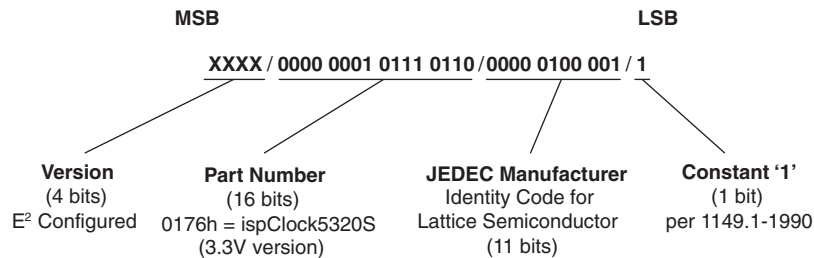 MSB LSB
XXXX / 0000 0001 0111 0110 / 0000 0100 001 / 1
Version
(4 bits)
E² Configured
Part Number
(16 bits)
0176h = ispClock5320S
(3.3V version)
JEDEC Manufacturer
Identity Code for
Lattice Semiconductor
(11 bits)
Constant ‘1’
(1 bit)
per 1149.1-1990